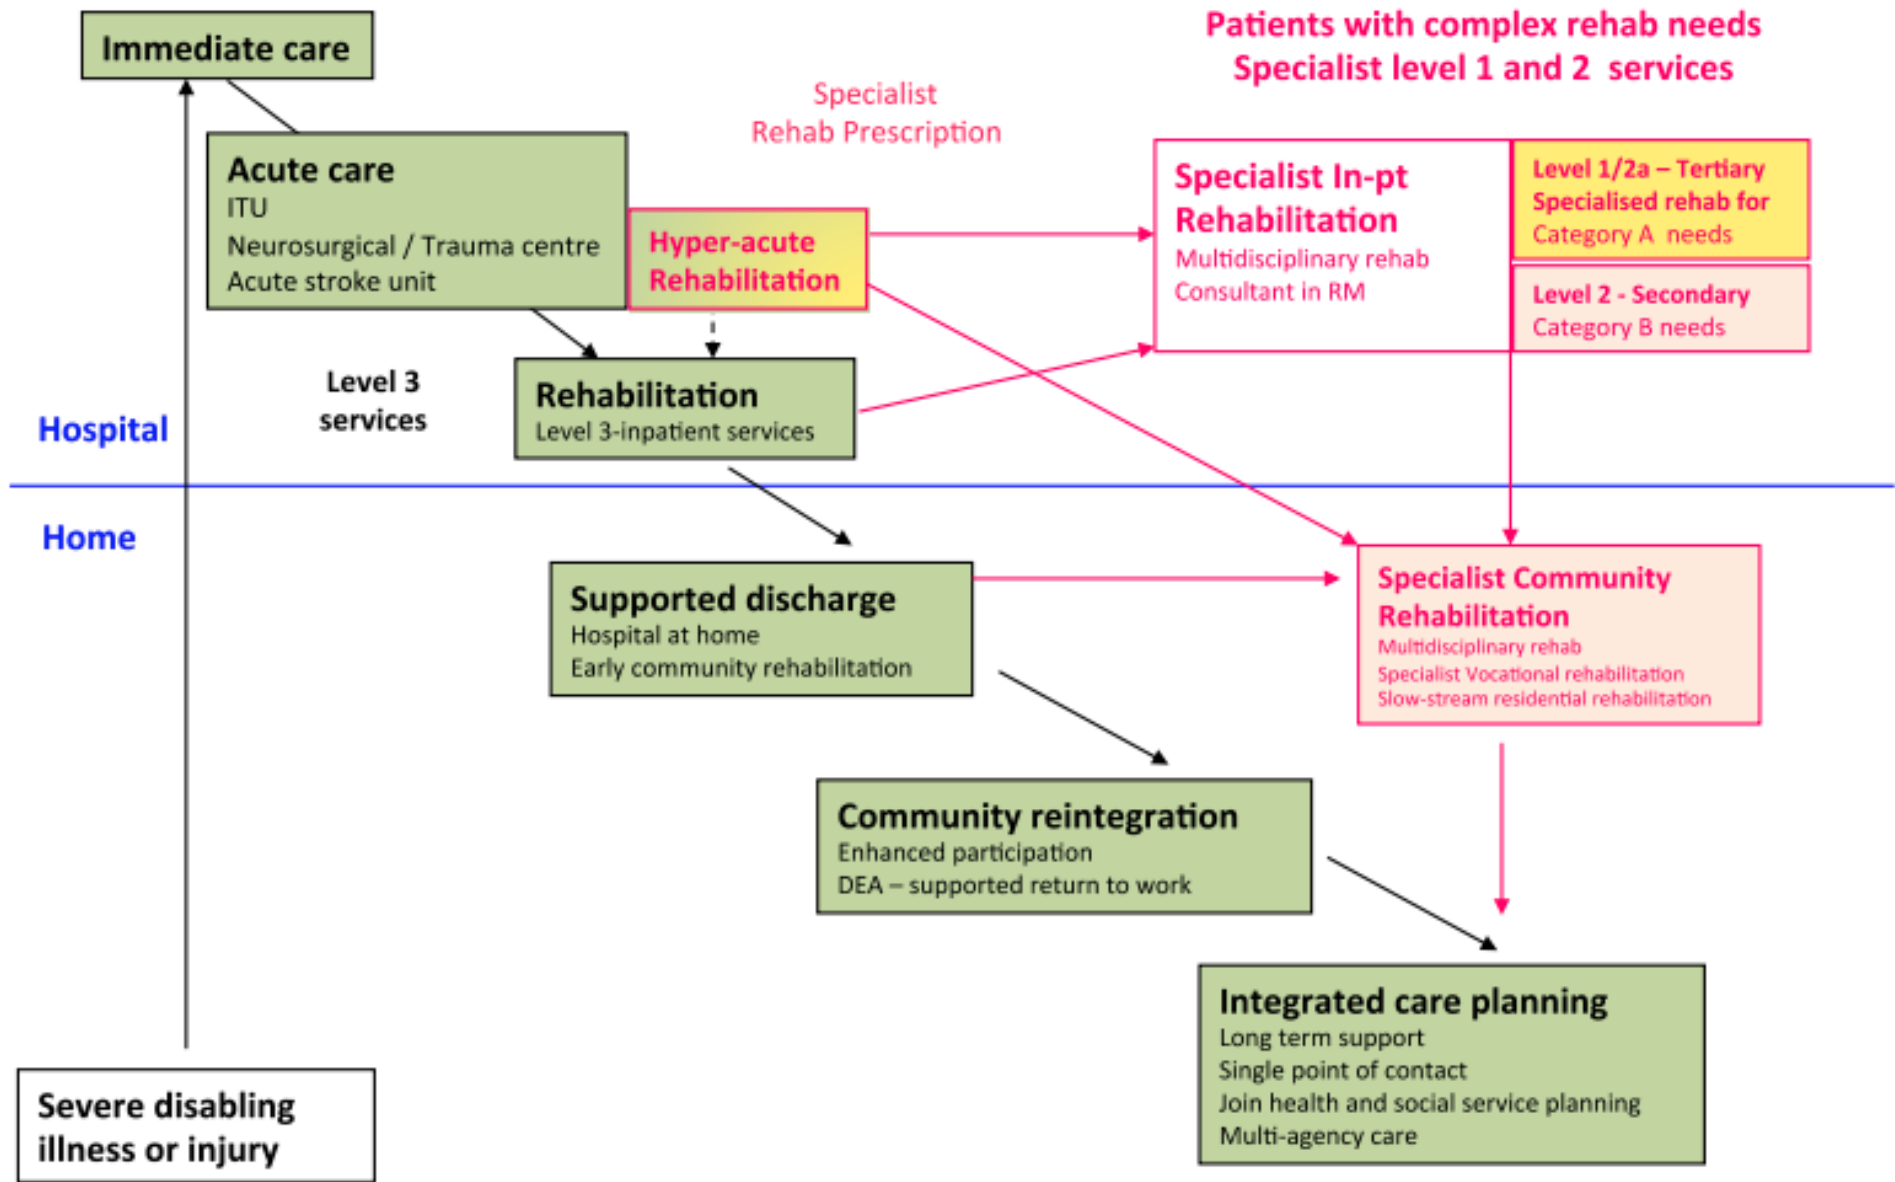 Immediate care
Patients with complex rehab needs
Specialist level 1 and 2 services
Specialist
Rehab Prescription
Acute care
ITU
Neurosurgical / Trauma centre
Acute stroke unit
Hyper-acute
Rehabilitation
Specialist In-pt
Rehabilitation
Multidisciplinary rehab
Consultant in RM
Level 1/2a – Tertiary
Specialised rehab for
Category A needs
Level 2 - Secondary
Category B needs
Level 3
services
Rehabilitation
Level 3-inpatient services
Hospital
Home
Supported discharge
Hospital at home
Early community rehabilitation
Specialist Community
Rehabilitation
Multidisciplinary rehab
Specialist Vocational rehabilitation
Slow-stream residential rehabilitation
Community reintegration
Enhanced participation
DEA – supported return to work
Integrated care planning
Long term support
Single point of contact
Join health and social service planning
Multi-agency care
Severe disabling
illness or injury